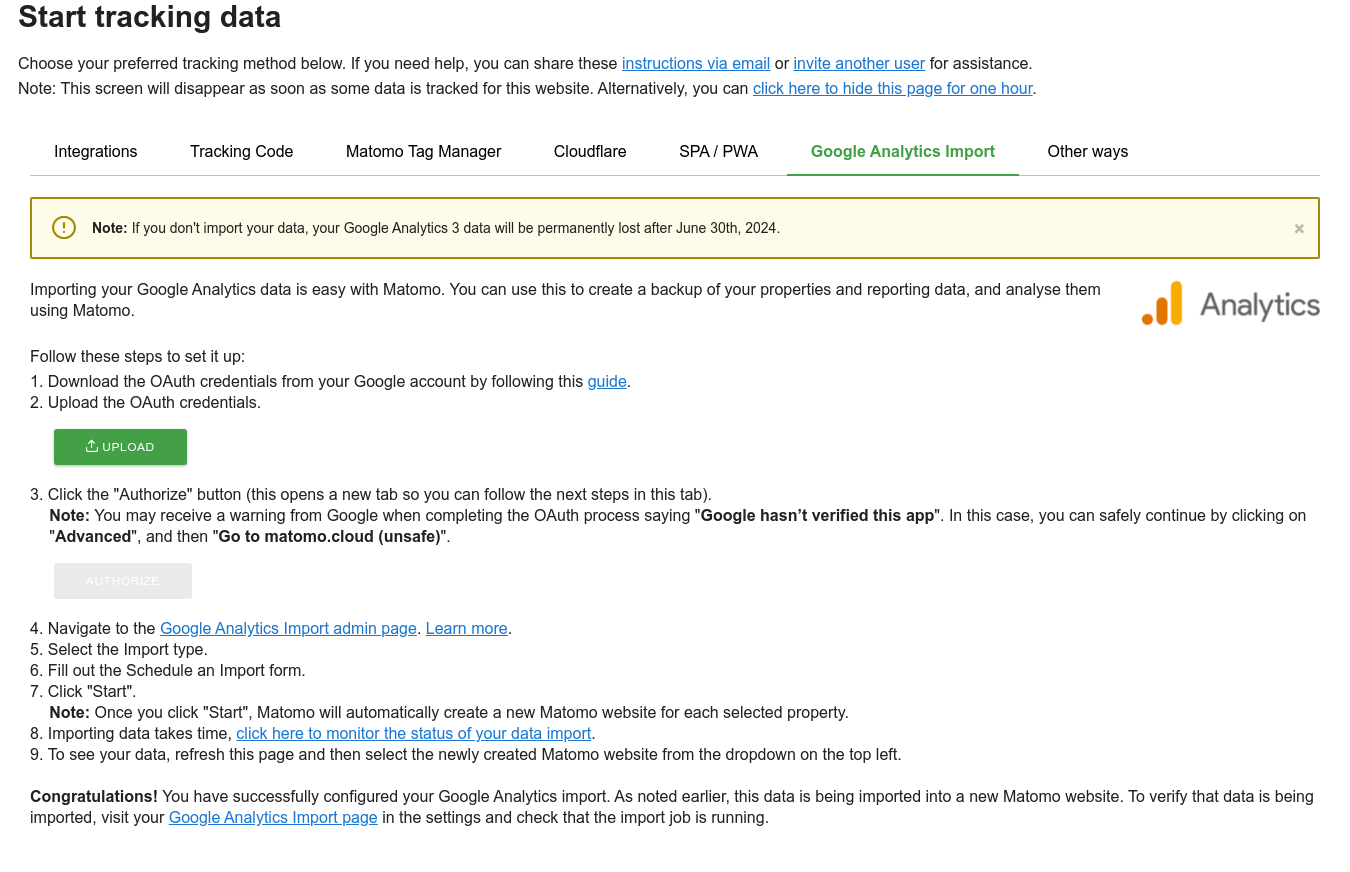 Start tracking data
Choose your preferred tracking method below. If you need help, you can share these instructions via email or invite another user for assistance.
Note: This screen will disappear as soon as some data is tracked for this website. Alternatively, you can click here to hide this page for one hour.
Integrations Tracking Code Matomo Tag Manager Cloudflare SPA / PWA Google Analytics Import Other ways
Note: If you don't import your data, your Google Analytics 3 data will be permanently lost after June 30th, 2024.
Importing your Google Analytics data is easy with Matomo. You can use this to create a backup of your properties and reporting data, and analyse them
using Matomo.
Analytics
Follow these steps to set it up:
1. Download the OAuth credentials from your Google account by following this guide.
2. Upload the OAuth credentials.
UPLOAD
3. Click the "Authorize" button (this opens a new tab so you can follow the next steps in this tab).
Note: You may receive a warning from Google when completing the OAuth process saying "Google hasn’t verified this app". In this case, you can safely continue by clicking on
"Advanced", and then "Go to matomo.cloud (unsafe)".
AUTHORIZE
4. Navigate to the Google Analytics Import admin page. Learn more.
5. Select the Import type.
6. Fill out the Schedule an Import form.
7. Click "Start".
Note: Once you click "Start", Matomo will automatically create a new Matomo website for each selected property.
8. Importing data takes time, click here to monitor the status of your data import.
9. To see your data, refresh this page and then select the newly created Matomo website from the dropdown on the top left.
Congratulations! You have successfully configured your Google Analytics import. As noted earlier, this data is being imported into a new Matomo website. To verify that data is being
imported, visit your Google Analytics Import page in the settings and check that the import job is running.